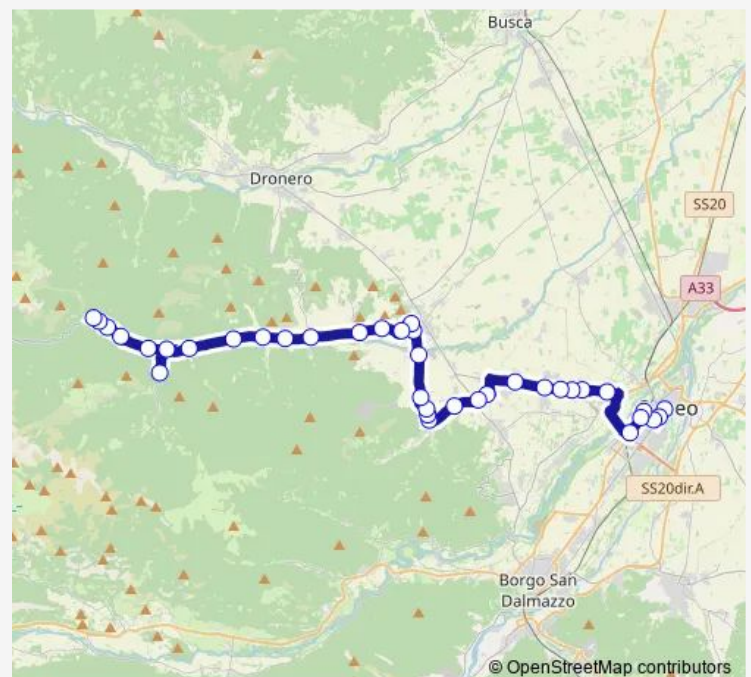 Busca
Dronero
SS20
A33
eo
SS20dir.A
Borgo San
Dalmazzo
© OpenStreetMap contributors